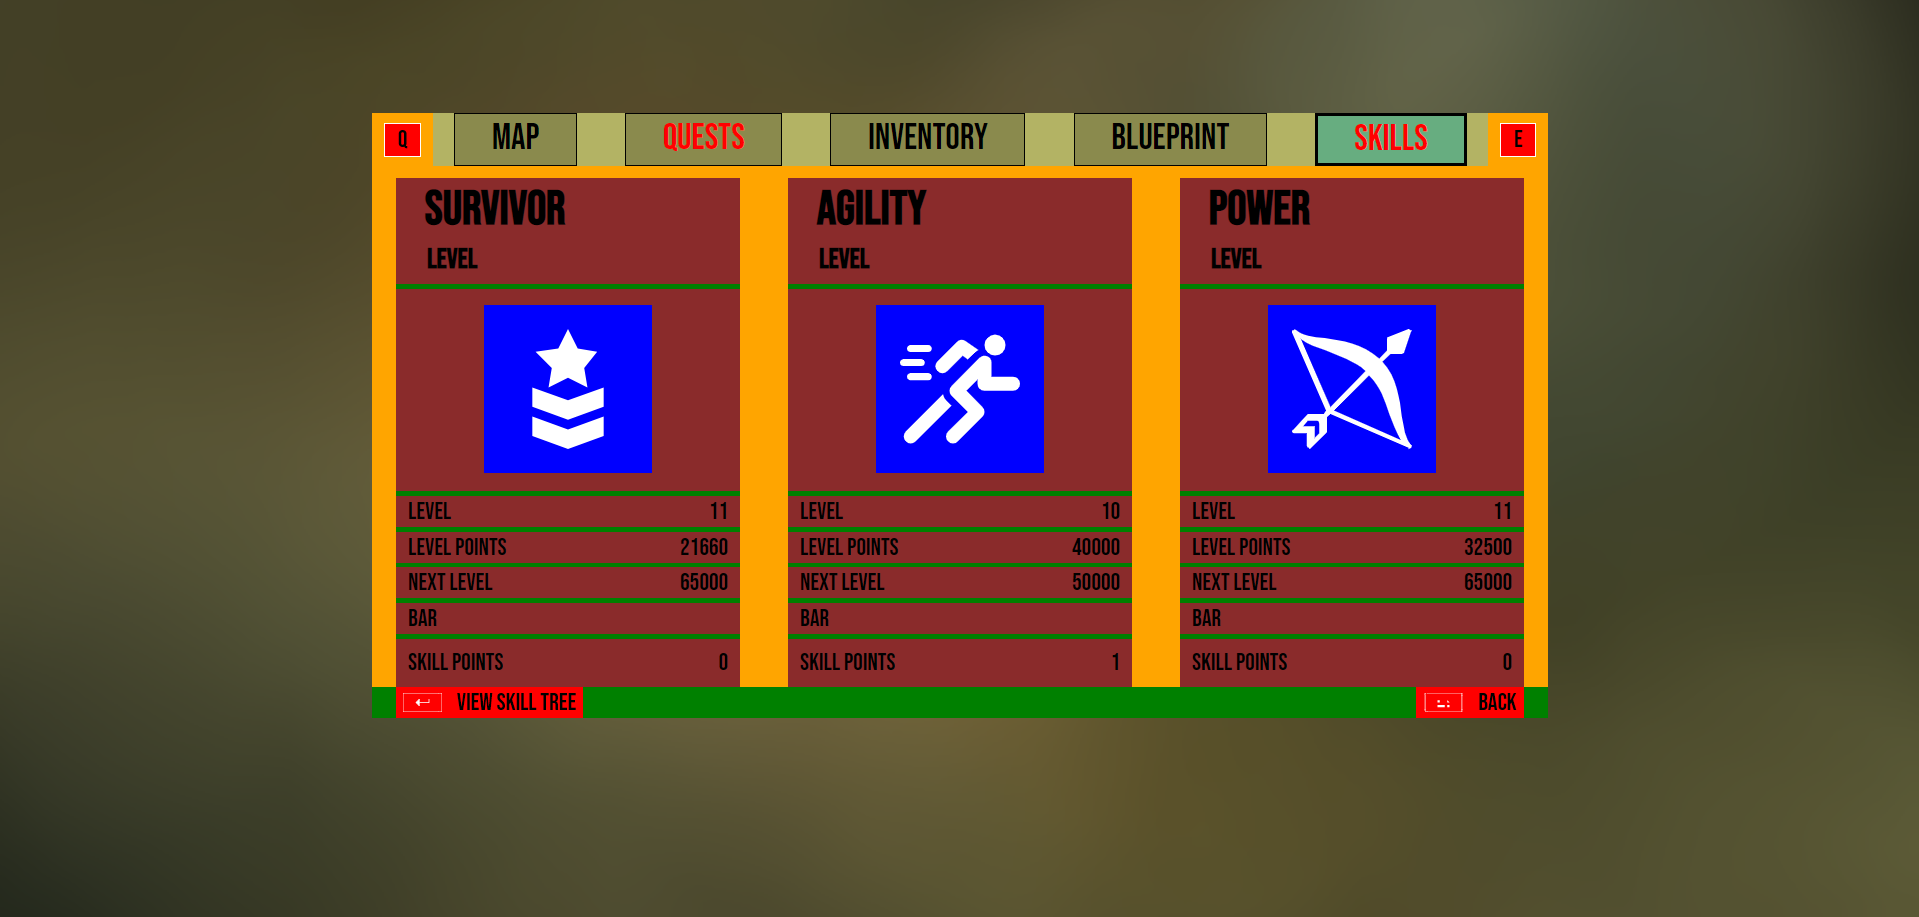 Q MAP QUESTS INVENTORY BLUEPRINT SKILLS E
SURVIVOR
LEVEL
LEVEL 11
LEVEL POINTS 21660
NEXT LEVEL 65000
BAR
SKILL POINTS 0
AGILITY
LEVEL
LEVEL 10
LEVEL POINTS 40000
NEXT LEVEL 50000
BAR
SKILL POINTS 1
POWER
LEVEL
LEVEL 11
LEVEL POINTS 32500
NEXT LEVEL 65000
BAR
SKILL POINTS 0
VIEW SKILL TREE
BACK